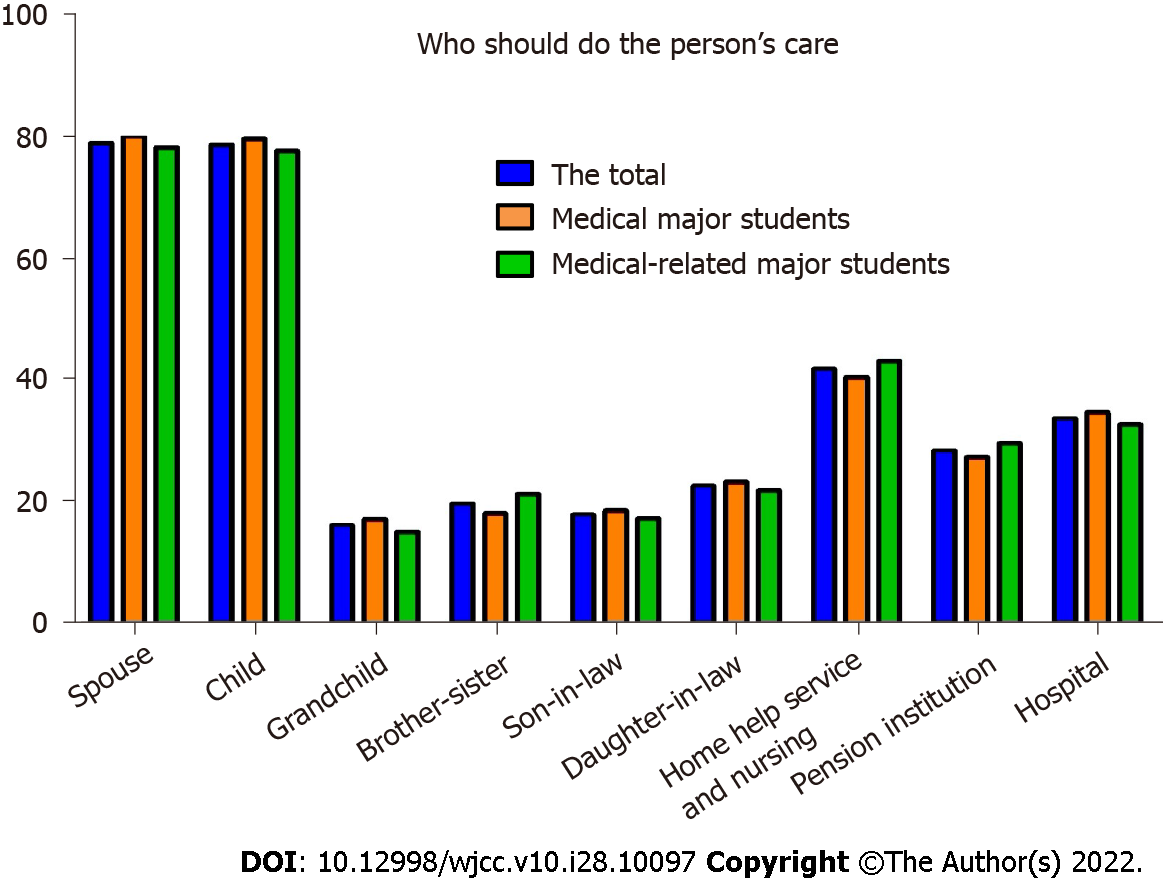 Who should do the person’s care
100
80
60
40
20
0
The total
Medical major students
Medical-related major students
Spouse
Child
Grandchild
Brother-sister
Son-in-law
Daughter-in-law
Home help service
and nursing
Pension institution
Hospital
DOI: 10.12998/wjcc.v10.i28.10097 Copyright ©The Author(s) 2022.